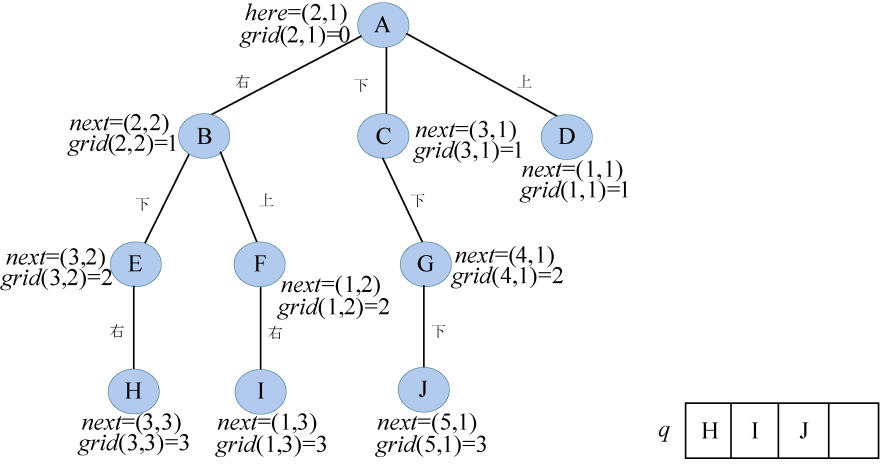 here=(2,1)
grid(2,1)=0
A
右
下
上
next=(2,2)
grid(2,2)=1
B
C
next=(3,1)
grid(3,1)=1
D
next=(1,1)
grid(1,1)=1
下
上
下
next=(3,2)
grid(3,2)=2
E
F
next=(1,2)
grid(1,2)=2
G
next=(4,1)
grid(4,1)=2
右
右
下
H
next=(3,3)
grid(3,3)=3
I
next=(1,3)
grid(1,3)=3
J
next=(5,1)
grid(5,1)=3
q H I J